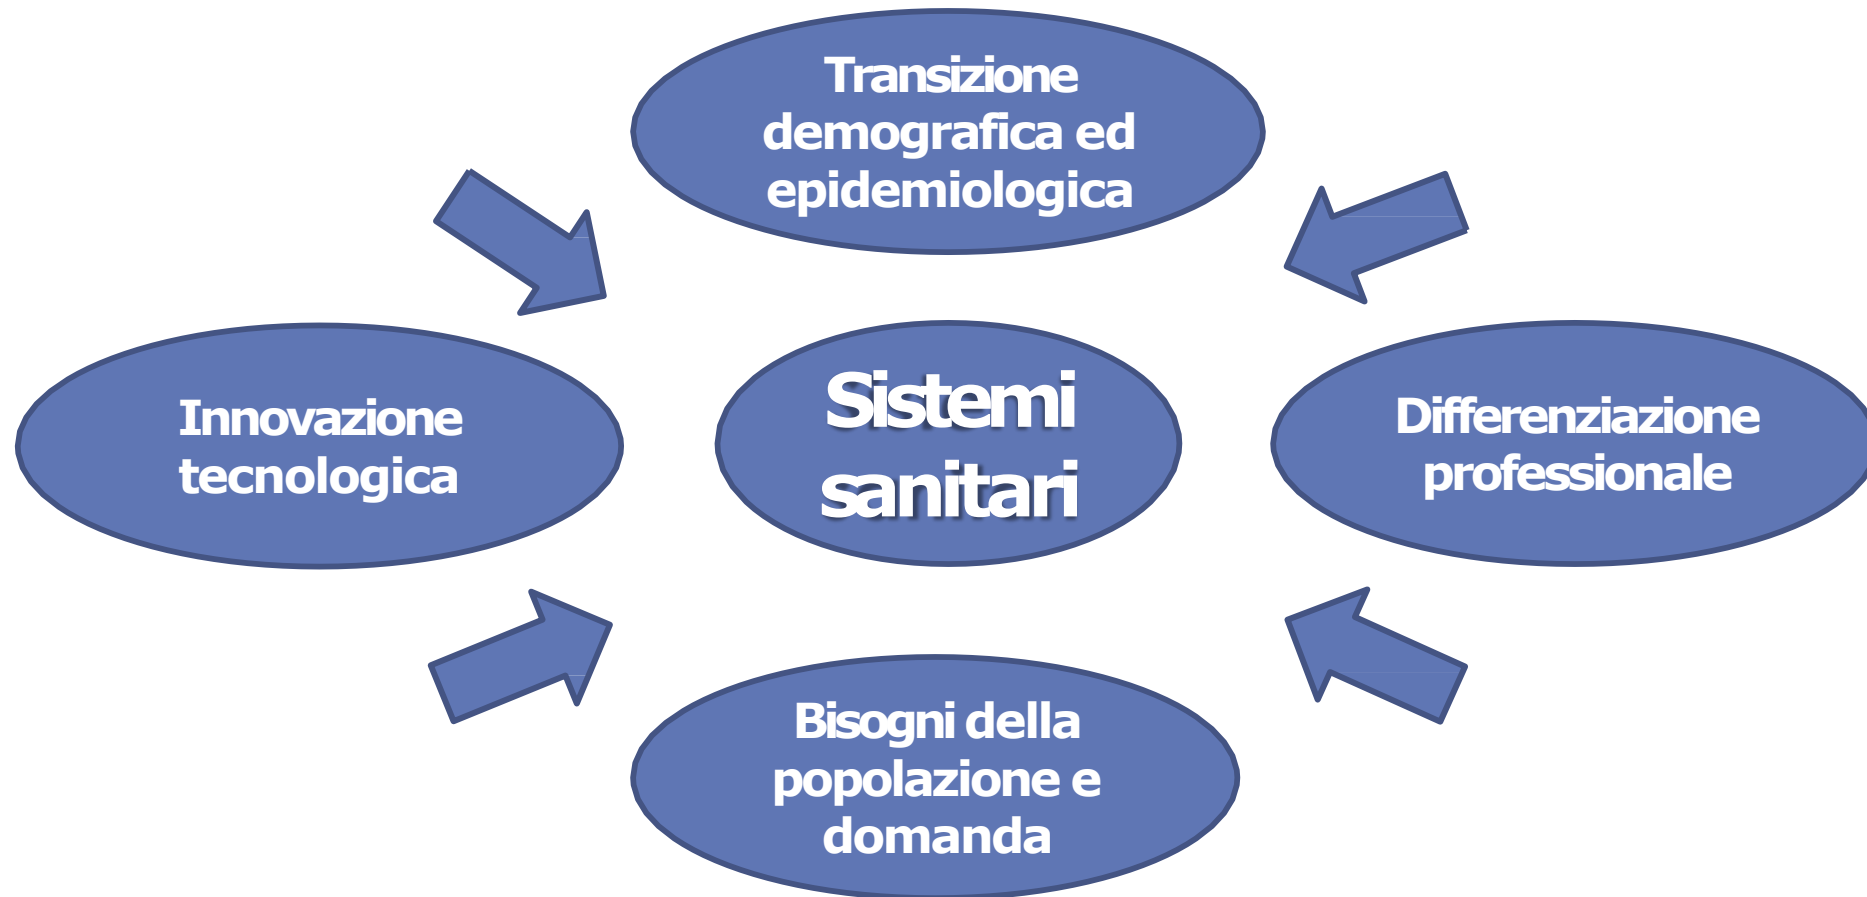 Transizione
demografica ed
epidemiologica
Innovazione
tecnologica
Sistemi
sanitari
Differenziazione
professionale
Bisogni della
popolazione e
domanda